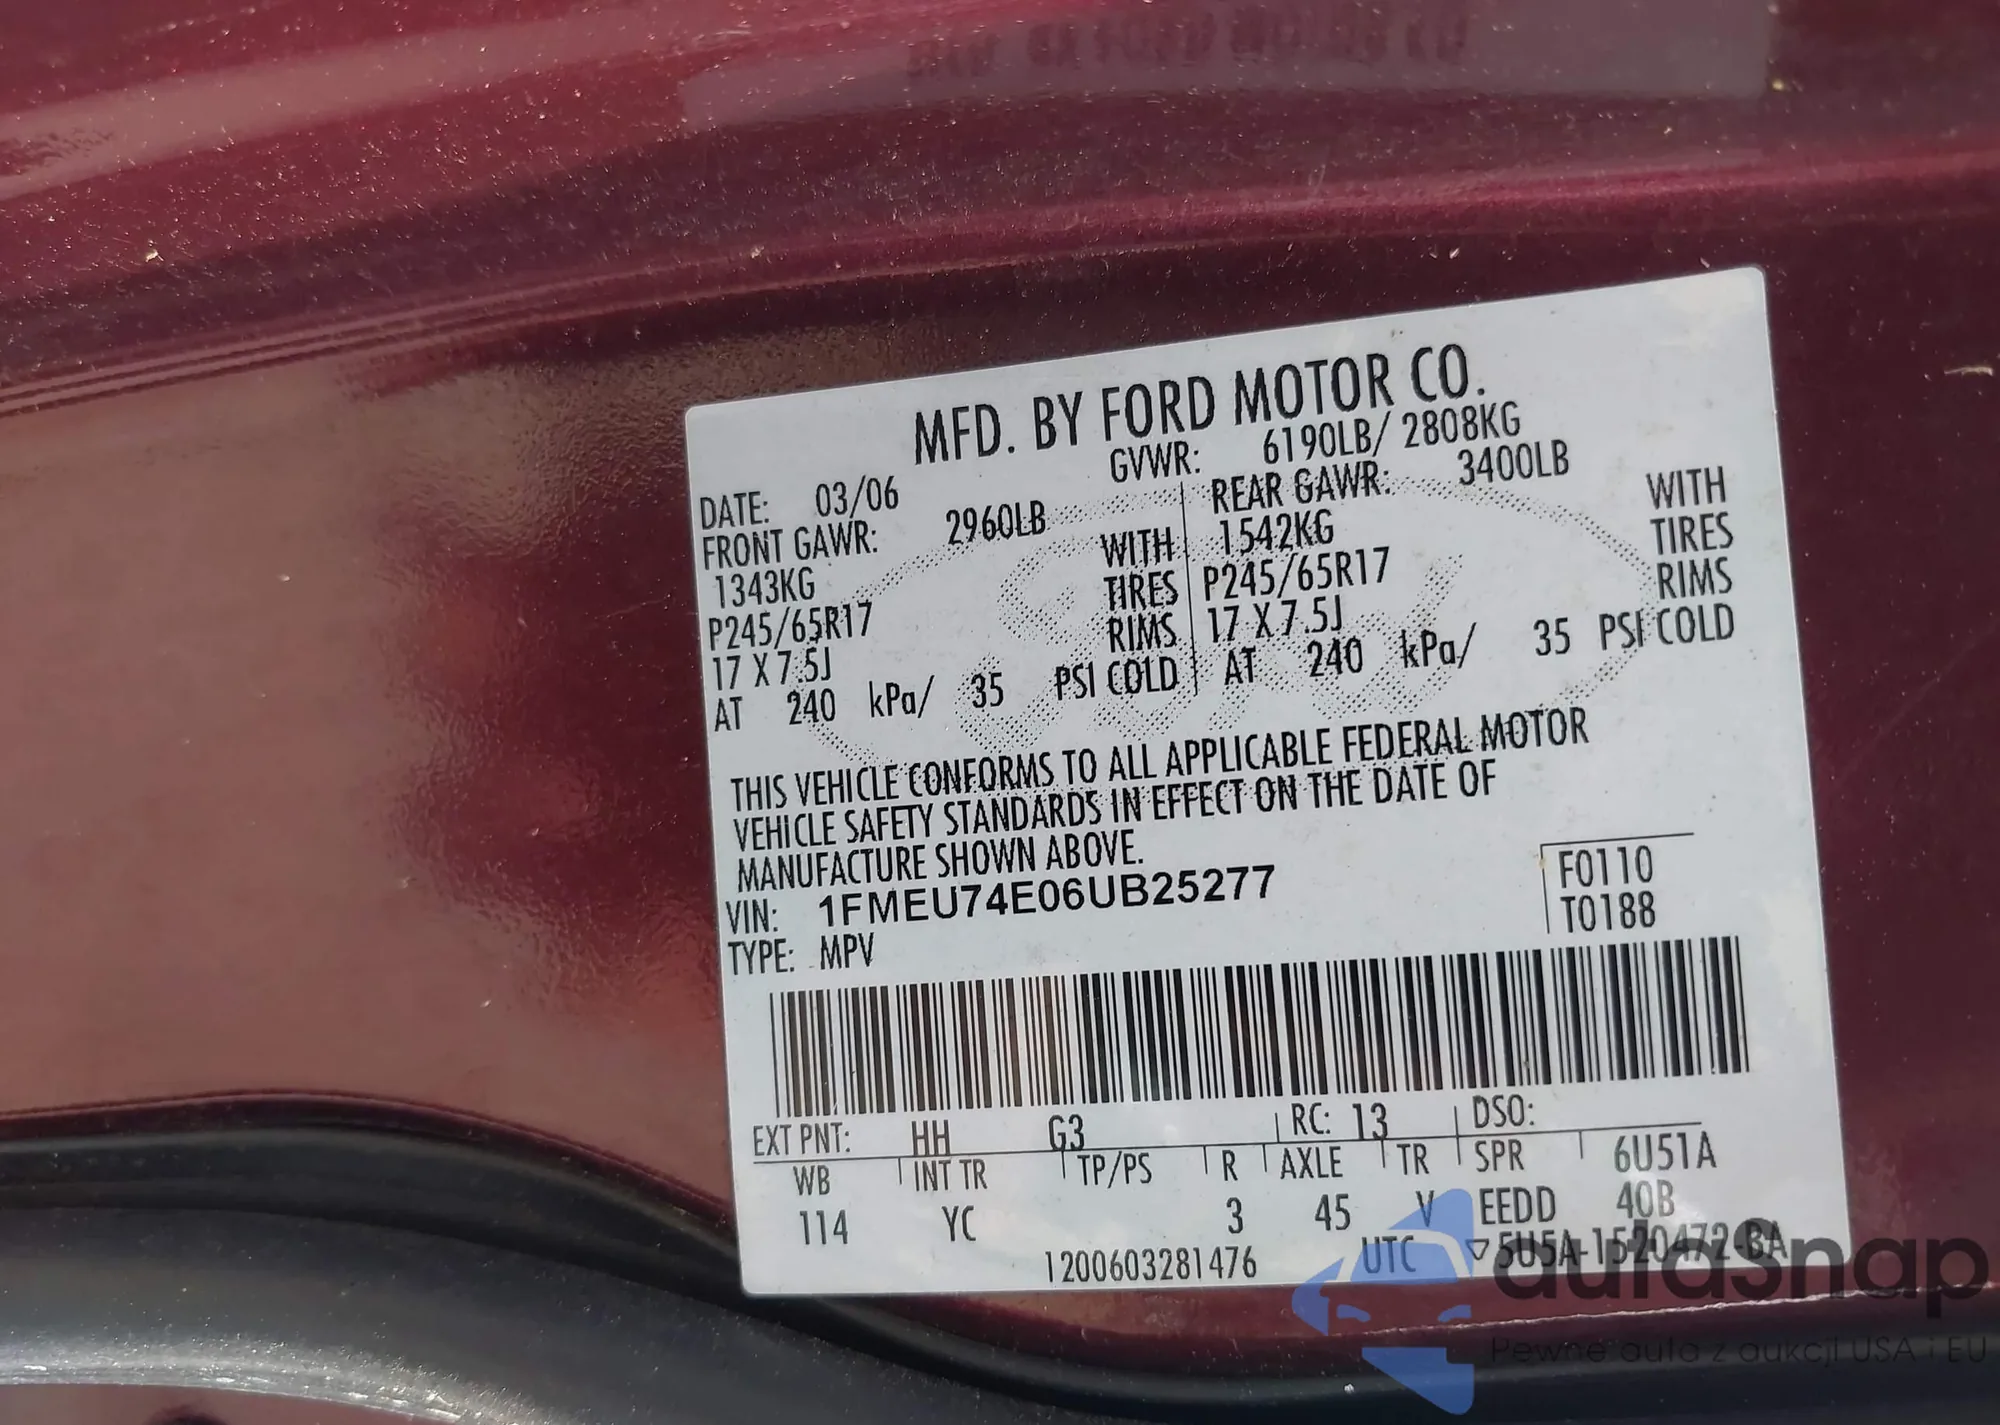 MFD. BY FORD MOTOR CO.
DATE: 03/06 GVWR: 6190LB/ 2808KG
FRONT GAWR: 2960LB REAR GAWR: 3400LB
1343KG WITH 1542KG WITH
P245/65R17 TIRES P245/65R17 TIRES
17 X 7.5J RIMS 17 X 7.5J RIMS
AT 240 kPa/ 35 PSI COLD AT 240 kPa/ 35 PSI COLD
THIS VEHICLE CONFORMS TO ALL APPLICABLE FEDERAL MOTOR
VEHICLE SAFETY STANDARDS IN EFFECT ON THE DATE OF
MANUFACTURE SHOWN ABOVE.
VIN: 1FMEU74E06UB25277 F0110
TYPE: MPV T0188
EXT PNT: HH G3 RC: 13 DSO:
WB INT TR TP/PS R AXLE TR SPR 6U51A
114 YC 3 45 V EEDD 40B
1200603281476 UTC ▽5U5A-1520472-BA
autaSnap
Pewne auta z aukcji USA i EU